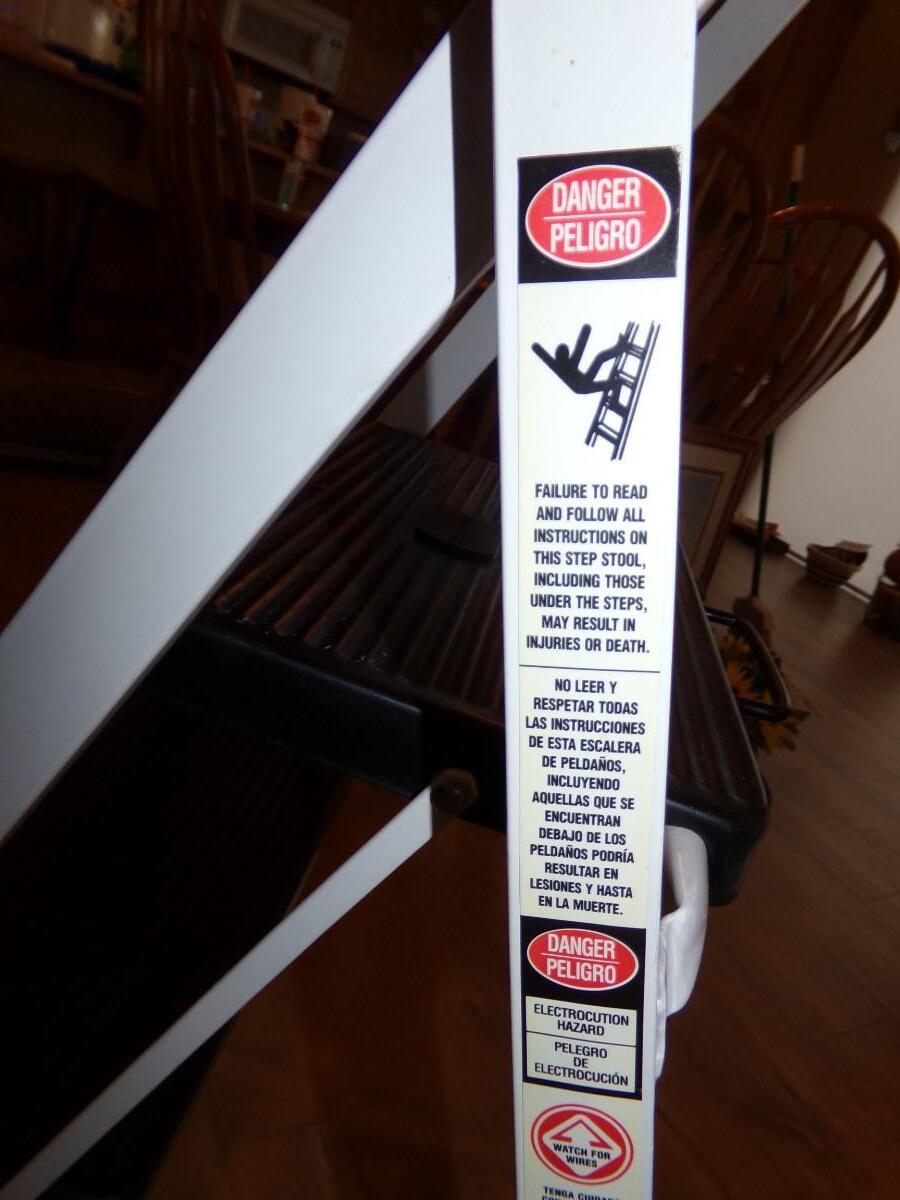 DANGER
PELIGRO
FAILURE TO READ
AND FOLLOW ALL
INSTRUCTIONS ON
THIS STEP STOOL,
INCLUDING THOSE
UNDER THE STEPS,
MAY RESULT IN
INJURIES OR DEATH.
NO LEER Y
RESPETAR TODAS
LAS INSTRUCCIONES
DE ESTA ESCALERA
DE PELDAÑOS,
INCLUYENDO
AQUELLAS QUE SE
ENCUENTRAN
DEBAJO DE LOS
PELDAÑOS PODRÍA
RESULTAR EN
LESIONES Y HASTA
EN LA MUERTE.
DANGER
PELIGRO
ELECTROCUTION
HAZARD
PELEGRO
DE
ELECTROCUCIÓN
WATCH FOR
WIRES
TENGA